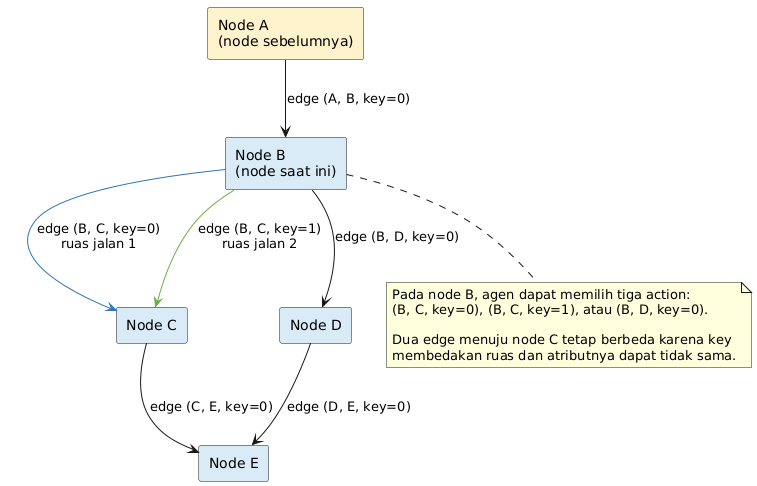 Node A
(node sebelumnya)
edge (A, B, key=0)
Node B
(node saat ini)
edge (B, C, key=0)
ruas jalan 1
edge (B, C, key=1)
ruas jalan 2
edge (B, D, key=0)
Pada node B, agen dapat memilih tiga action:
(B, C, key=0), (B, C, key=1), atau (B, D, key=0).
Dua edge menuju node C tetap berbeda karena key
membedakan ruas dan atributnya dapat tidak sama.
Node C
Node D
edge (C, E, key=0)
edge (D, E, key=0)
Node E